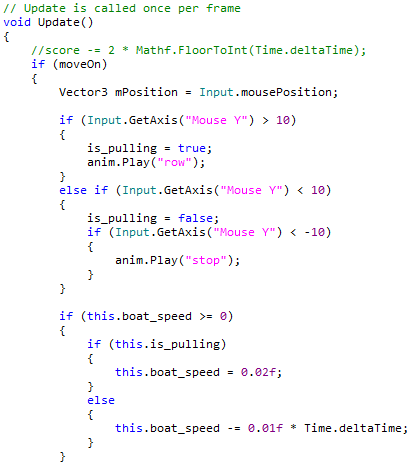 // Update is called once per frame
void Update()
{
    //score -= 2 * Mathf.FloorToInt(Time.deltaTime);
    if (moveOn)
    {
        Vector3 mPosition = Input.mousePosition;

        if (Input.GetAxis("Mouse Y") > 10)
        {
            is_pulling = true;
            anim.Play("row");
        }
        else if (Input.GetAxis("Mouse Y") < 10)
        {
            is_pulling = false;
            if (Input.GetAxis("Mouse Y") < -10)
            {
                anim.Play("stop");
            }
        }

        if (this.boat_speed >= 0)
        {
            if (this.is_pulling)
            {
                this.boat_speed = 0.02f;
            }
            else
            {
                this.boat_speed -= 0.01f * Time.deltaTime;
            }
        }